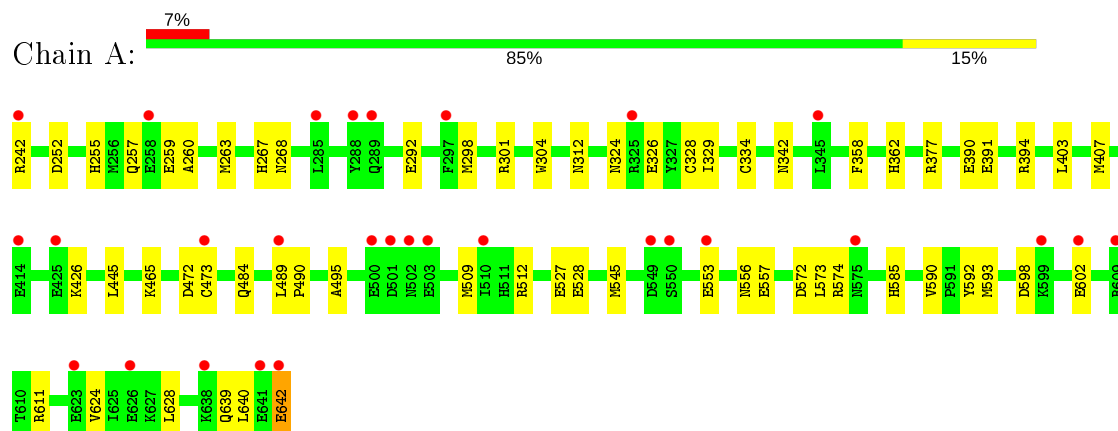 7%
Chain A:
85% 15%
R242 D252 H255 M256 Q257 E258 E259 A260 M263 H267 N268 L285 Y288 Q289 E292 F297 M298 R301 W304 N312 N324 R325 E326 Y327 C328 I329 C334 N342 L345 F358 H362 R377 E390 E391 R394 L403 M407
E414 E425 K426 L445 K465 D472 C473 Q484 L489 P490 A495 E500 D501 N502 E503 M509 I510 H511 R512 E527 E528 M545 D549 S550 E553 N556 E557 D572 L573 R574 N575 H585 V590 P591 Y592 M593 D598 K599 E602
T610 R611 E623 V624 I625 E626 K627 L628 K638 Q639 L640 E641 E642